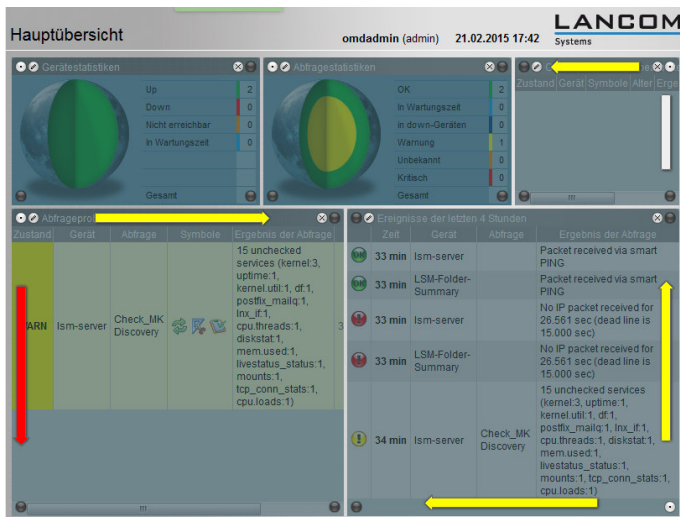 Hauptübersicht
omdadmin (admin) 21.02.2015 17:42
LANCOM
Systems
Gerätestatistiken
Up 2
Down 0
Nicht erreichbar 0
In Wartungszeit 0
Gesamt
Abfragestatistiken
OK 2
In Wartungszeit 0
in down-Geräten 0
Warnung 1
Unbekannt 0
Kritisch 0
Gesamt
Zustand Gerät Symbole Alter Erge
Zustand Gerät Abfrage Symbole Ergebnis der Abfrage
WARN lsm-server Check_MK Discovery
15 unchecked
services (kernel:3,
uptime:1,
kernel.util:1, df:1,
postfix_mailq:1,
lnx_if:1,
cpu.threads:1,
diskstat:1,
mem.used:1,
livestatus_status:1,
mounts:1,
tcp_conn_stats:1,
cpu.loads:1)
Ereignisse der letzten 4 Stunden
Zeit Gerät Abfrage Ergebnis der Abfrage
OK 33 min lsm-server Packet received via smart
PING
OK 33 min LSM-Folder-
Summary
Packet received via smart
PING
33 min lsm-server
No IP packet received for
26.561 sec (dead line is
15.000 sec)
33 min LSM-Folder-
Summary
No IP packet received for
26.561 sec (dead line is
15.000 sec)
34 min lsm-server Check_MK
Discovery
15 unchecked services
(kernel:3, uptime:1,
kernel.util:1, df:1,
postfix_mailq:1, lnx_if:1,
cpu.threads:1, diskstat:1,
mem.used:1,
livestatus_status:1,
mounts:1, tcp_conn_stats:1,
cpu.loads:1)